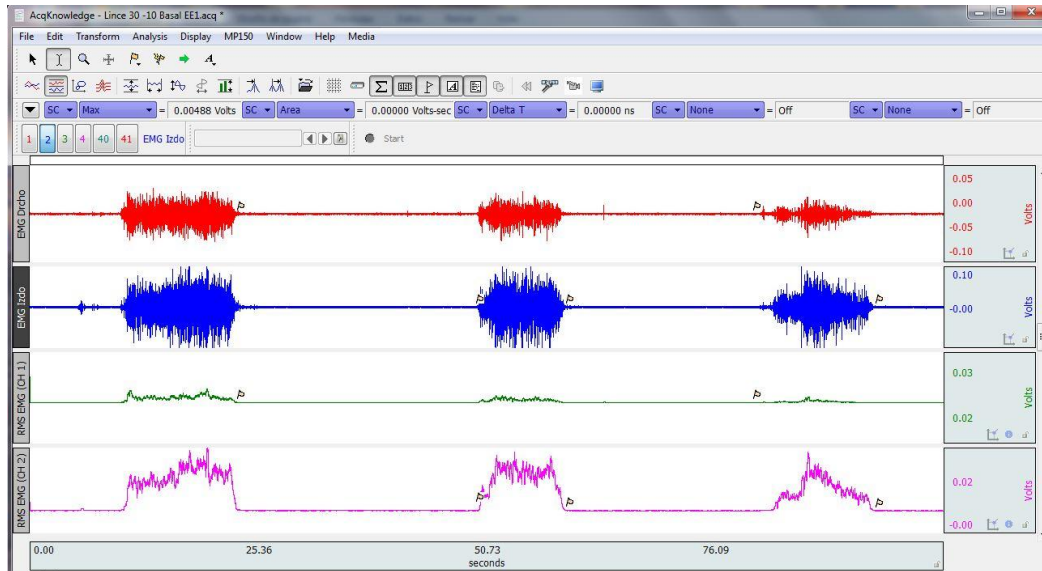 AcqKnowledge - Lince 30 -10 Basal EE1.acq *
File Edit Transform Analysis Display MP150 Window Help Media
SC Max = 0.00488 Volts SC Area = 0.00000 Volts-sec SC Delta T = 0.00000 ns SC None = Off SC None = Off
1 2 3 4 40 41 EMG Izdo Start
EMG Drcho
0.05
0.00
-0.05
-0.10
Volts
EMG Izdo
0.10
-0.00
Volts
RMS EMG (CH 1)
0.03
0.02
Volts
RMS EMG (CH 2)
0.02
-0.00
Volts
0.00 25.36 50.73 76.09
seconds